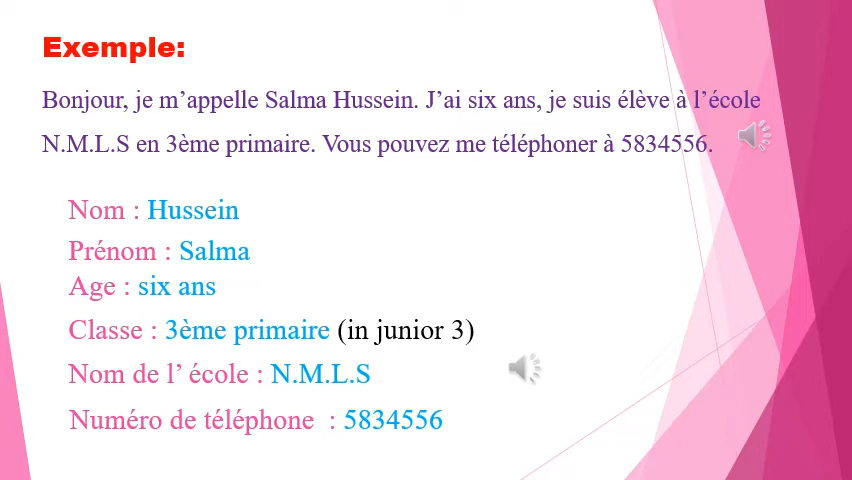 Exemple:
Bonjour, je m’appelle Salma Hussein. J’ai six ans, je suis élève à l’école
N.M.L.S en 3ème primaire. Vous pouvez me téléphoner à 5834556.
Nom : Hussein
Prénom : Salma
Age : six ans
Classe : 3ème primaire (in junior 3)
Nom de l’ école : N.M.L.S
Numéro de téléphone  : 5834556